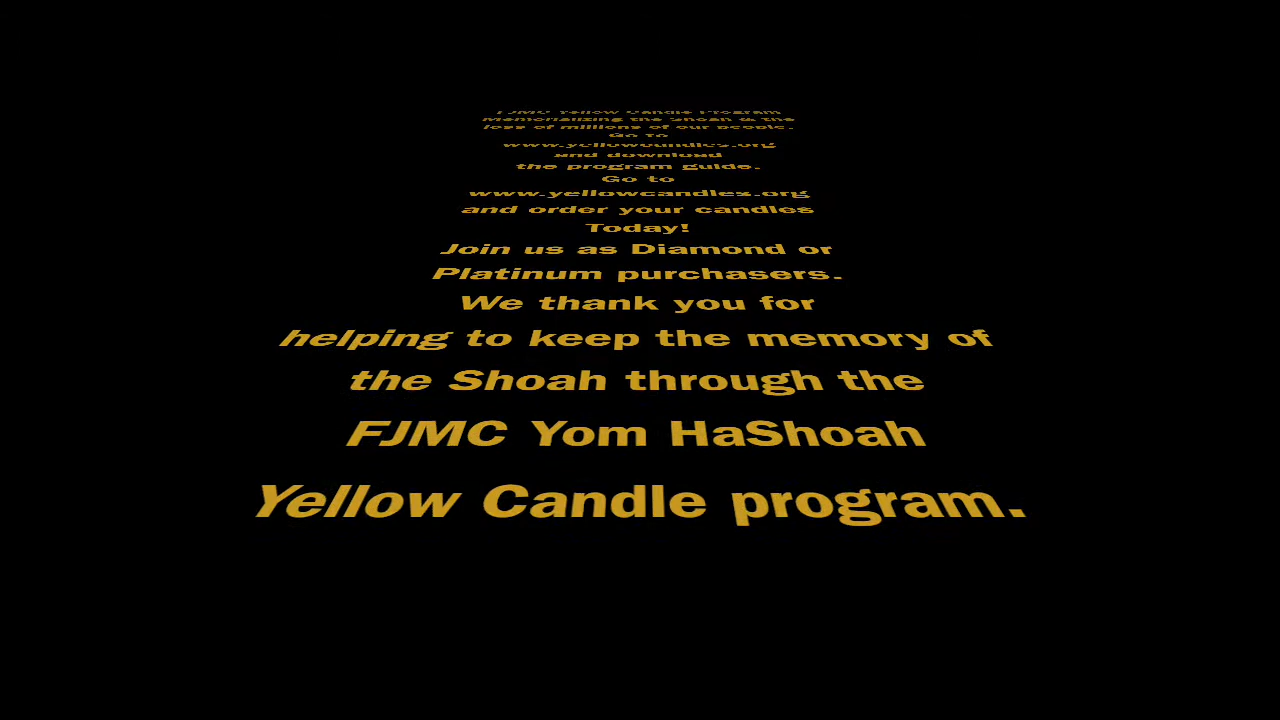 FJMC Yellow Candle Program
Memorializing the Shoah & the
loss of millions of our people.
Go To
www.yellowcandles.org
and download
the program guide.
Go to
www.yellowcandles.org
and order your candles
Today!
Join us as Diamond or
Platinum purchasers.
We thank you for
helping to keep the memory of
the Shoah through the
FJMC Yom HaShoah
Yellow Candle program.